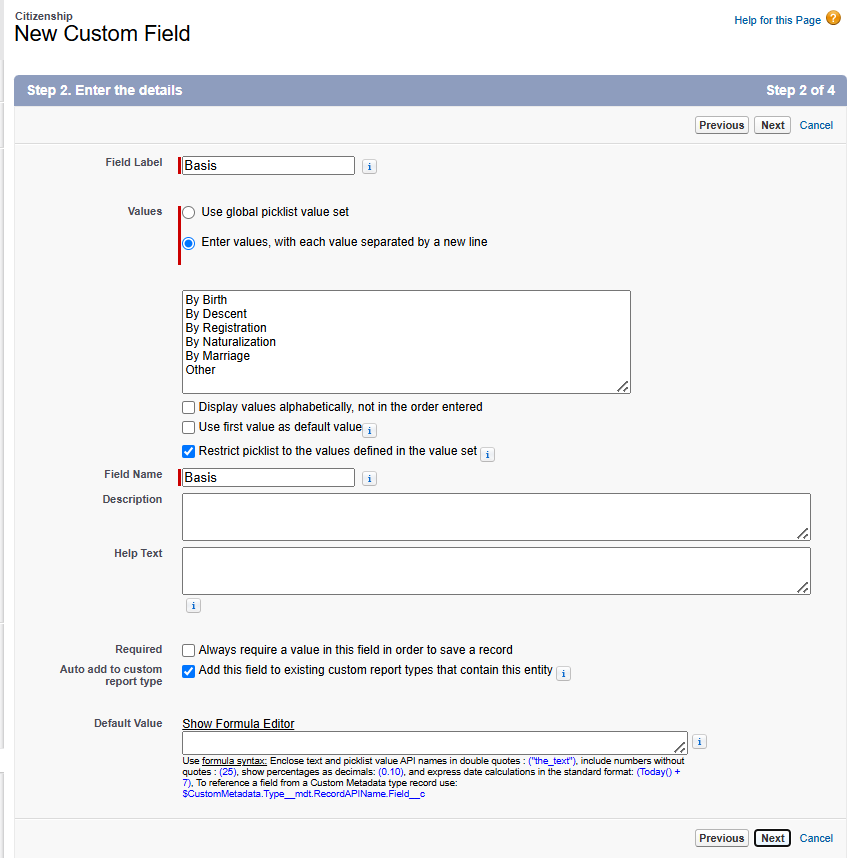 Citizenship
New Custom Field
Help for this Page ?
Step 2. Enter the details Step 2 of 4
Previous Next Cancel
Field Label Basis i
Values Use global picklist value set
Enter values, with each value separated by a new line
By Birth
By Descent
By Registration
By Naturalization
By Marriage
Other
Display values alphabetically, not in the order entered
Use first value as default value i
Restrict picklist to the values defined in the value set i
Field Name Basis i
Description
Help Text
i
Required Always require a value in this field in order to save a record
Auto add to custom Add this field to existing custom report types that contain this entity i
report type
Default Value Show Formula Editor
i
Use formula syntax: Enclose text and picklist value API names in double quotes : ("the_text"), include numbers without
quotes : (25), show percentages as decimals: (0.10), and express date calculations in the standard format: (Today() +
7), To reference a field from a Custom Metadata type record use:
$CustomMetadata.Type__mdt.RecordAPIName.Field__c
Previous Next Cancel